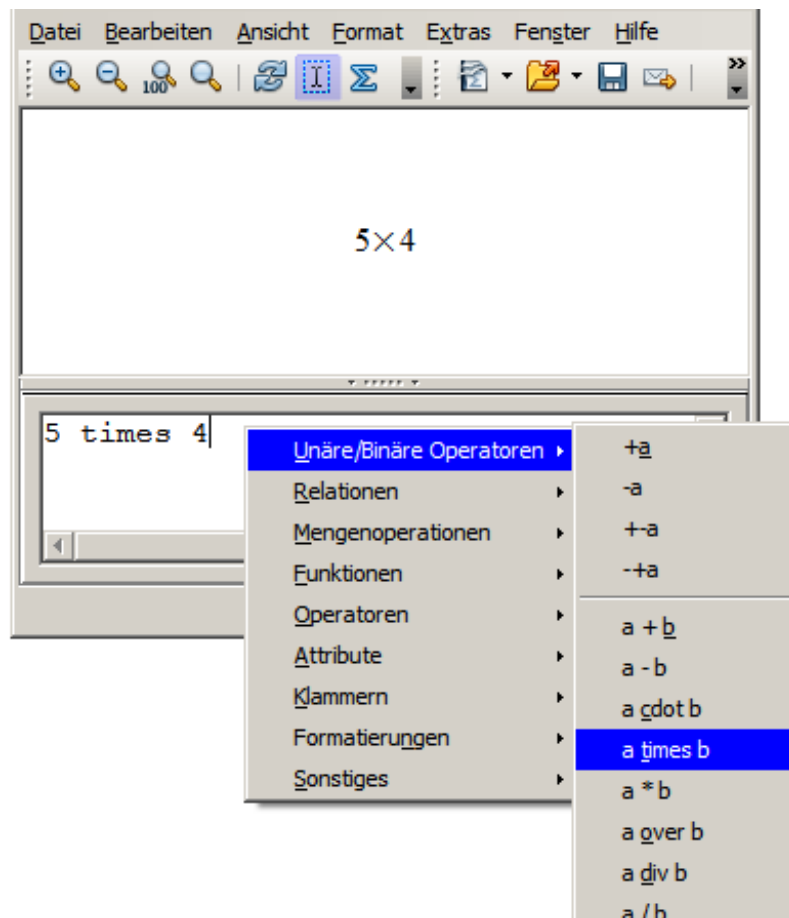 Datei Bearbeiten Ansicht Format Extras Fenster Hilfe
100
5×4
5 times 4
Unäre/Binäre Operatoren
Relationen
Mengenoperationen
Funktionen
Operatoren
Attribute
Klammern
Formatierungen
Sonstiges
+a
-a
+-a
-+a
a + b
a - b
a cdot b
a times b
a * b
a over b
a div b
a / b